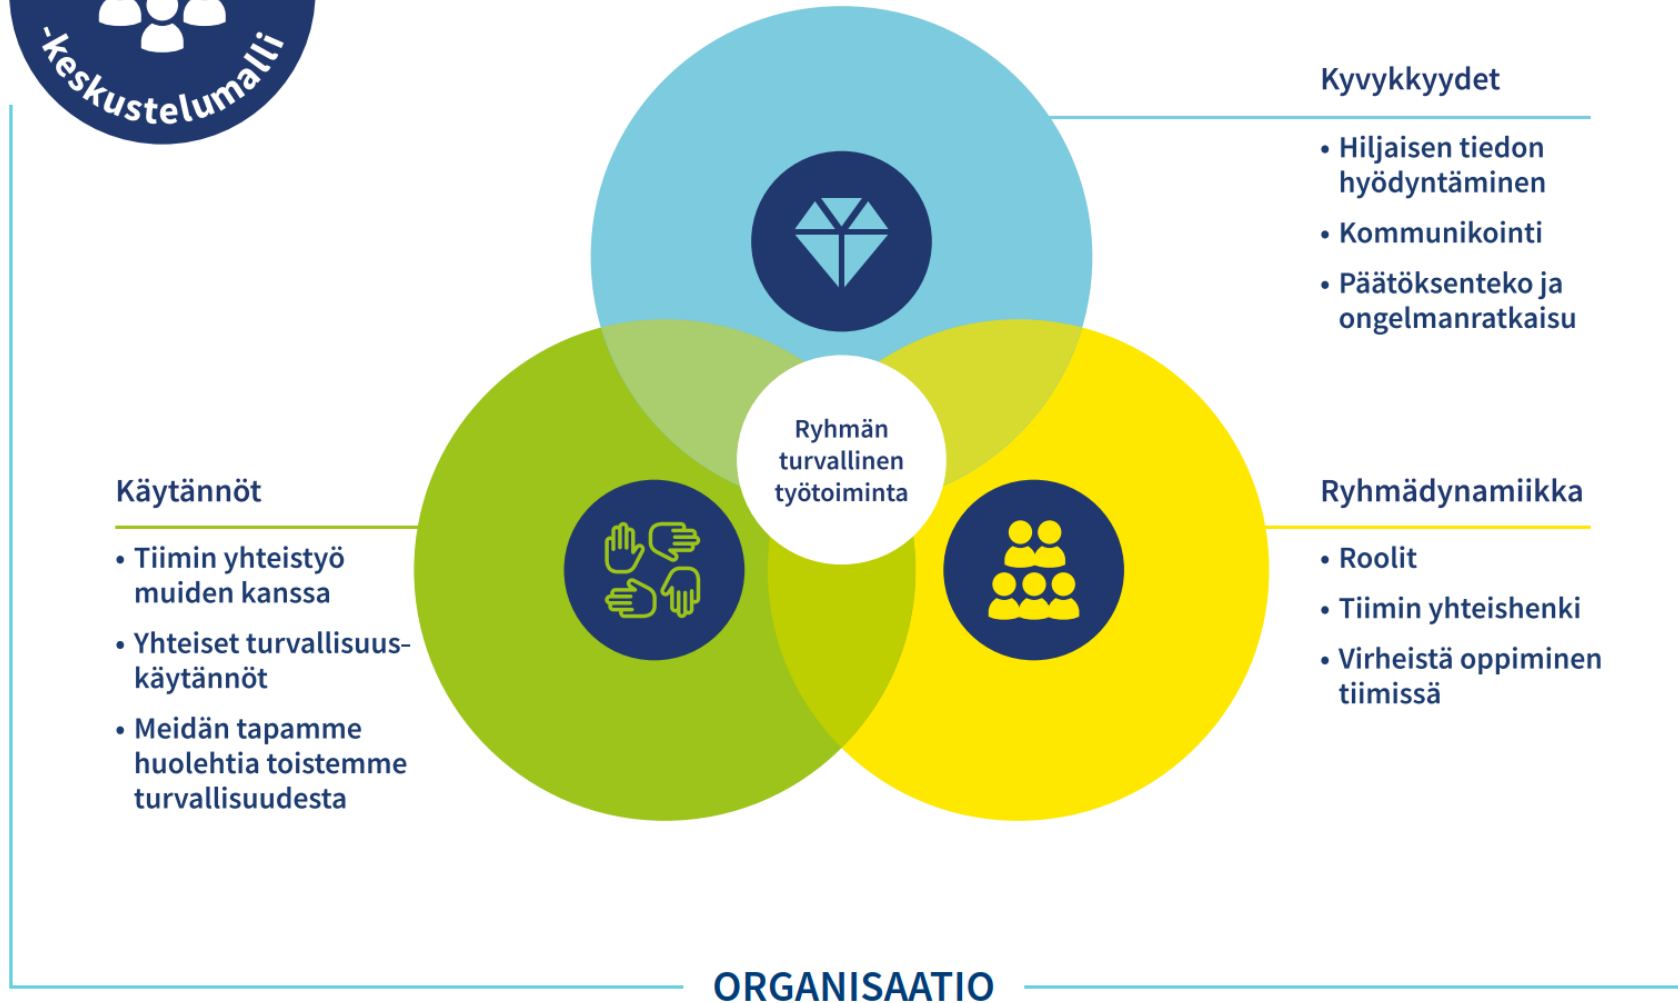 -keskustelumalli
Kyvykkyydet
• Hiljaisen tiedon
hyödyntäminen
• Kommunikointi
• Päätöksenteko ja
ongelmanratkaisu
Ryhmän
turvallinen
työtoiminta
Käytännöt
• Tiimin yhteistyö
muiden kanssa
• Yhteiset turvallisuus-
käytännöt
• Meidän tapamme
huolehtia toistemme
turvallisuudesta
Ryhmädynamiikka
• Roolit
• Tiimin yhteishenki
• Virheistä oppiminen
tiimissä
ORGANISAATIO